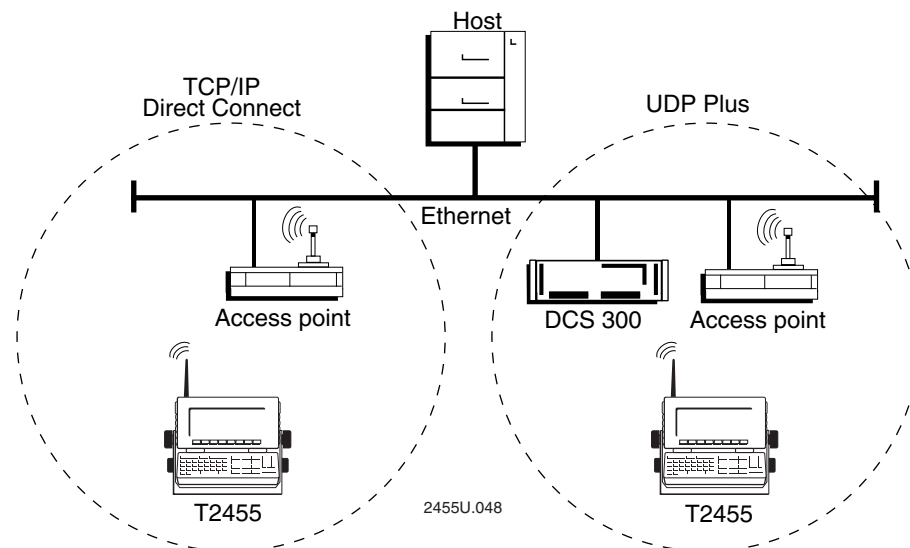 Host
TCP/IP
Direct Connect
UDP Plus
Ethernet
Access point
DCS 300
Access point
T2455
2455U.048
T2455